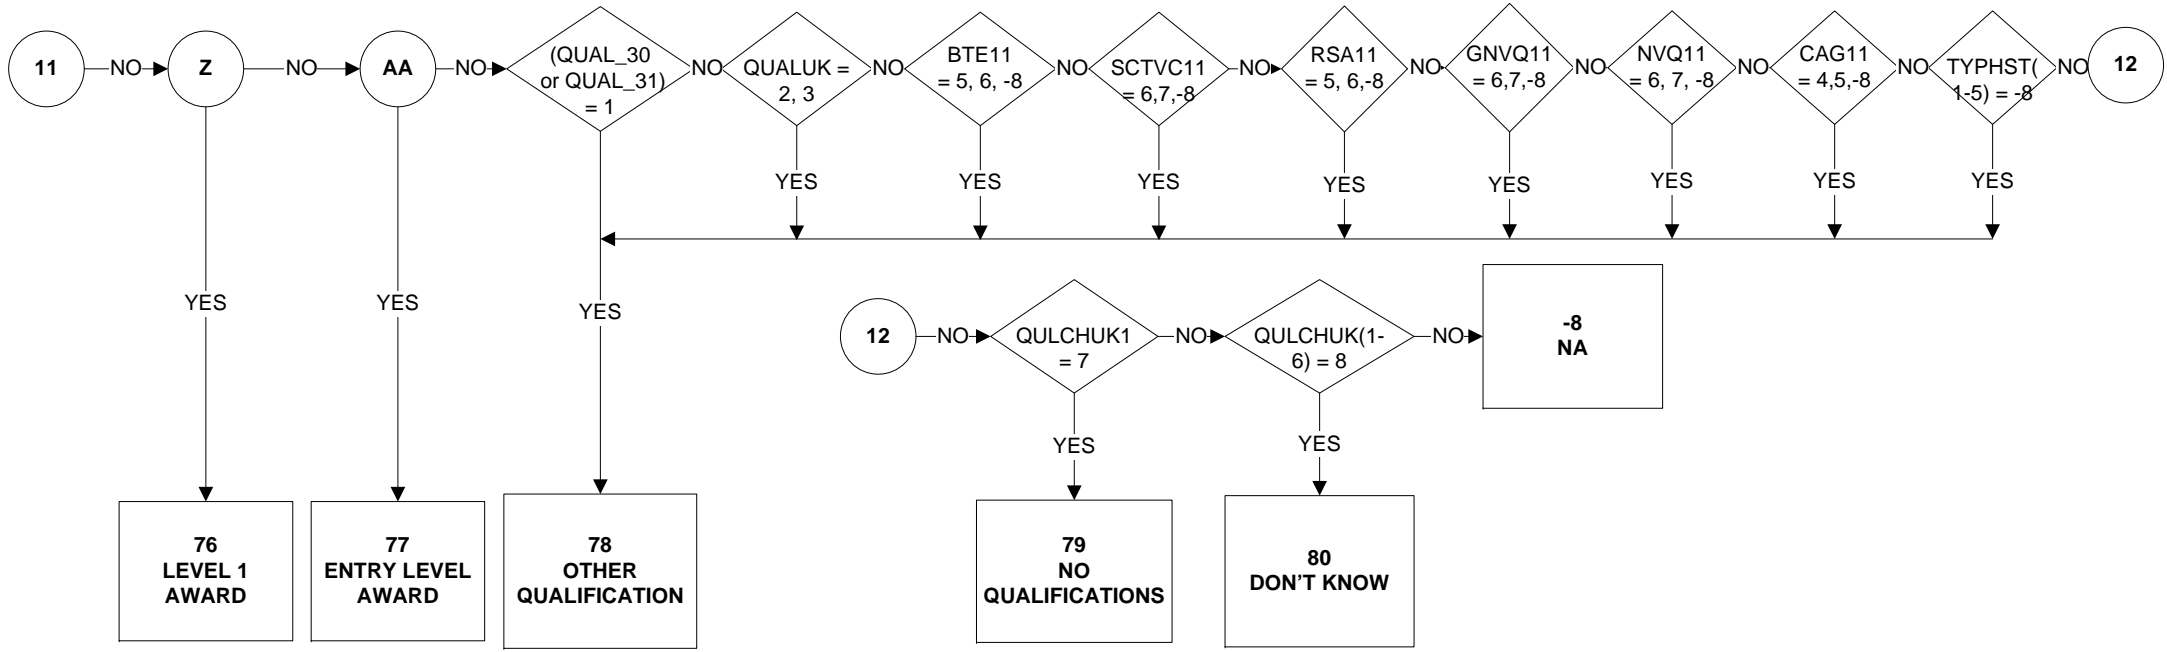 11
NO
Z
NO
AA
NO
(QUAL_30
or QUAL_31)
= 1
NO
QUALUK =
2, 3
NO
BTE11
= 5, 6, -8
NO
SCTVC11
= 6,7,-8
NO
RSA11
= 5, 6,-8
NO
GNVQ11
= 6,7,-8
NO
NVQ11
= 6, 7, -8
NO
CAG11
= 4,5,-8
NO
TYPHST(
1-5) = -8
NO
12
YES
YES
YES
YES
YES
YES
YES
YES
YES
YES
YES
12
NO
QULCHUK1
= 7
NO
QULCHUK(1-
6) = 8
NO
-8
NA
YES
YES
76
LEVEL 1
AWARD
77
ENTRY LEVEL
AWARD
78
OTHER
QUALIFICATION
79
NO
QUALIFICATIONS
80
DON'T KNOW